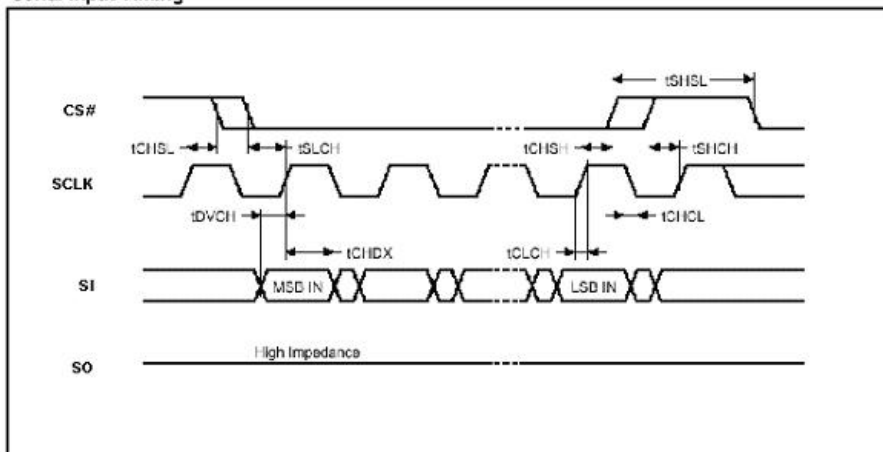 CS#
tSHSL
tCHSL
tSLCH
tCHSH
tSHCH
SCLK
tDVCH
tCHDX
tCLCH
tCHCL
SI
MSB IN
LSB IN
High Impedance
SO